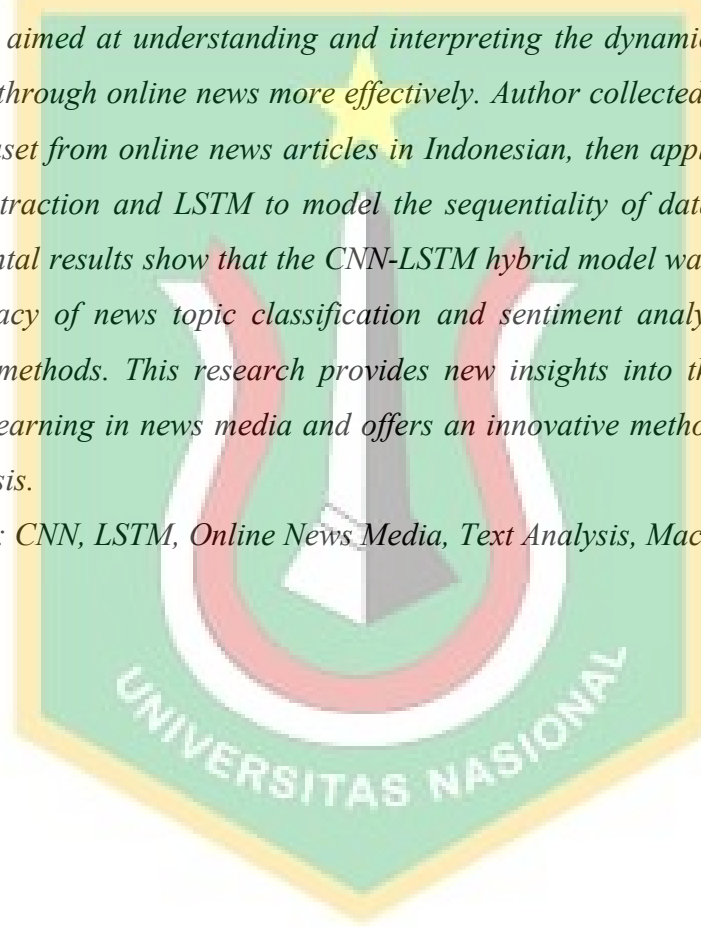 aimed at understanding and interpreting the dynamic
through online news more effectively. Author collected
set from online news articles in Indonesian, then appl
traction and LSTM to model the sequentiality of dat
ntal results show that the CNN-LSTM hybrid model wa
acy of news topic classification and sentiment analy
methods. This research provides new insights into th
earning in news media and offers an innovative metho
sis.
: CNN, LSTM, Online News Media, Text Analysis, Mac
UNIVERSITAS NASIONAL